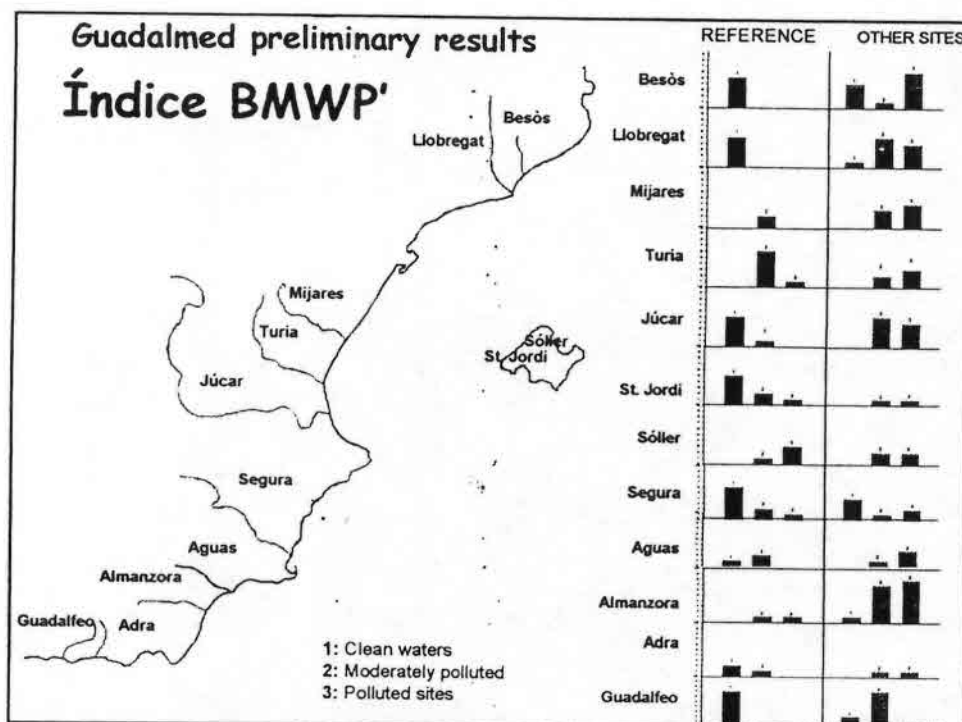 Guadalmed preliminary results
Índice BMWP'
REFERENCE
OTHER SITES
Besòs
Llobregat
Mijares
Turia
Júcar
Sóller
St. Jordi
Segura
Aguas
Almanzora
Guadalfeo
Adra
1: Clean waters
2: Moderately polluted
3: Polluted sites
Besòs
Llobregat
Mijares
Turia
Júcar
St. Jordi
Sóller
Segura
Aguas
Almanzora
Adra
Guadalfeo